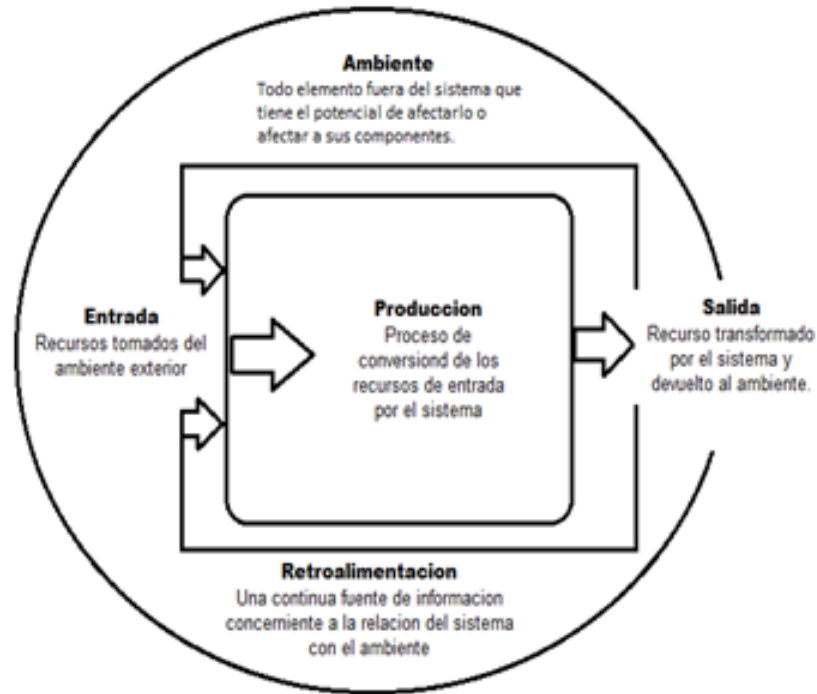 Ambiente
Todo elemento fuera del sistema que
tiene el potencial de afectarlo o
afectar a sus componentes.
Entrada
Recursos tomados del
ambiente exterior
Produccion
Proceso de
conversiond de los
recursos de entrada
por el sistema
Salida
Recurso transformado
por el sistema y
devuelto al ambiente.
Retroalimentacion
Una continua fuente de informacion
concerniente a la relacion del sistema
con el ambiente